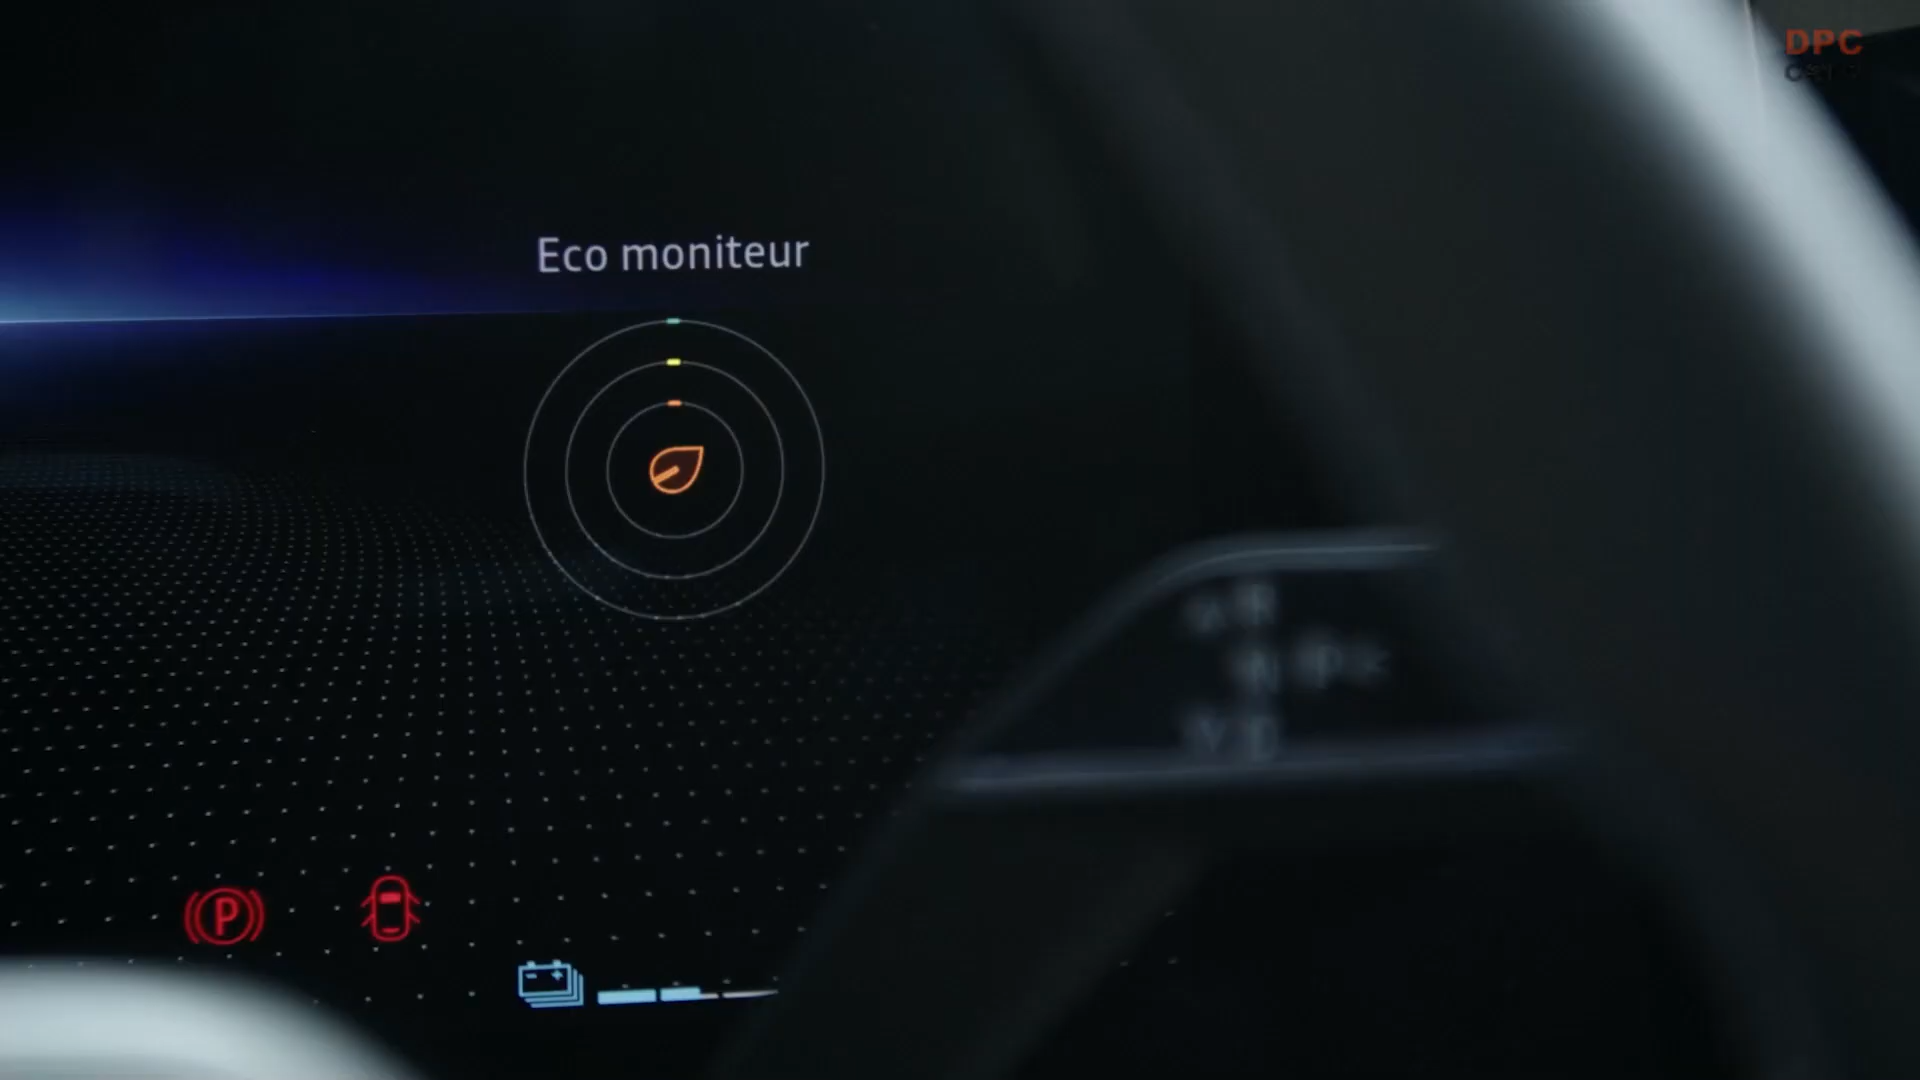 DPC
Eco moniteur
R
N P
D
P